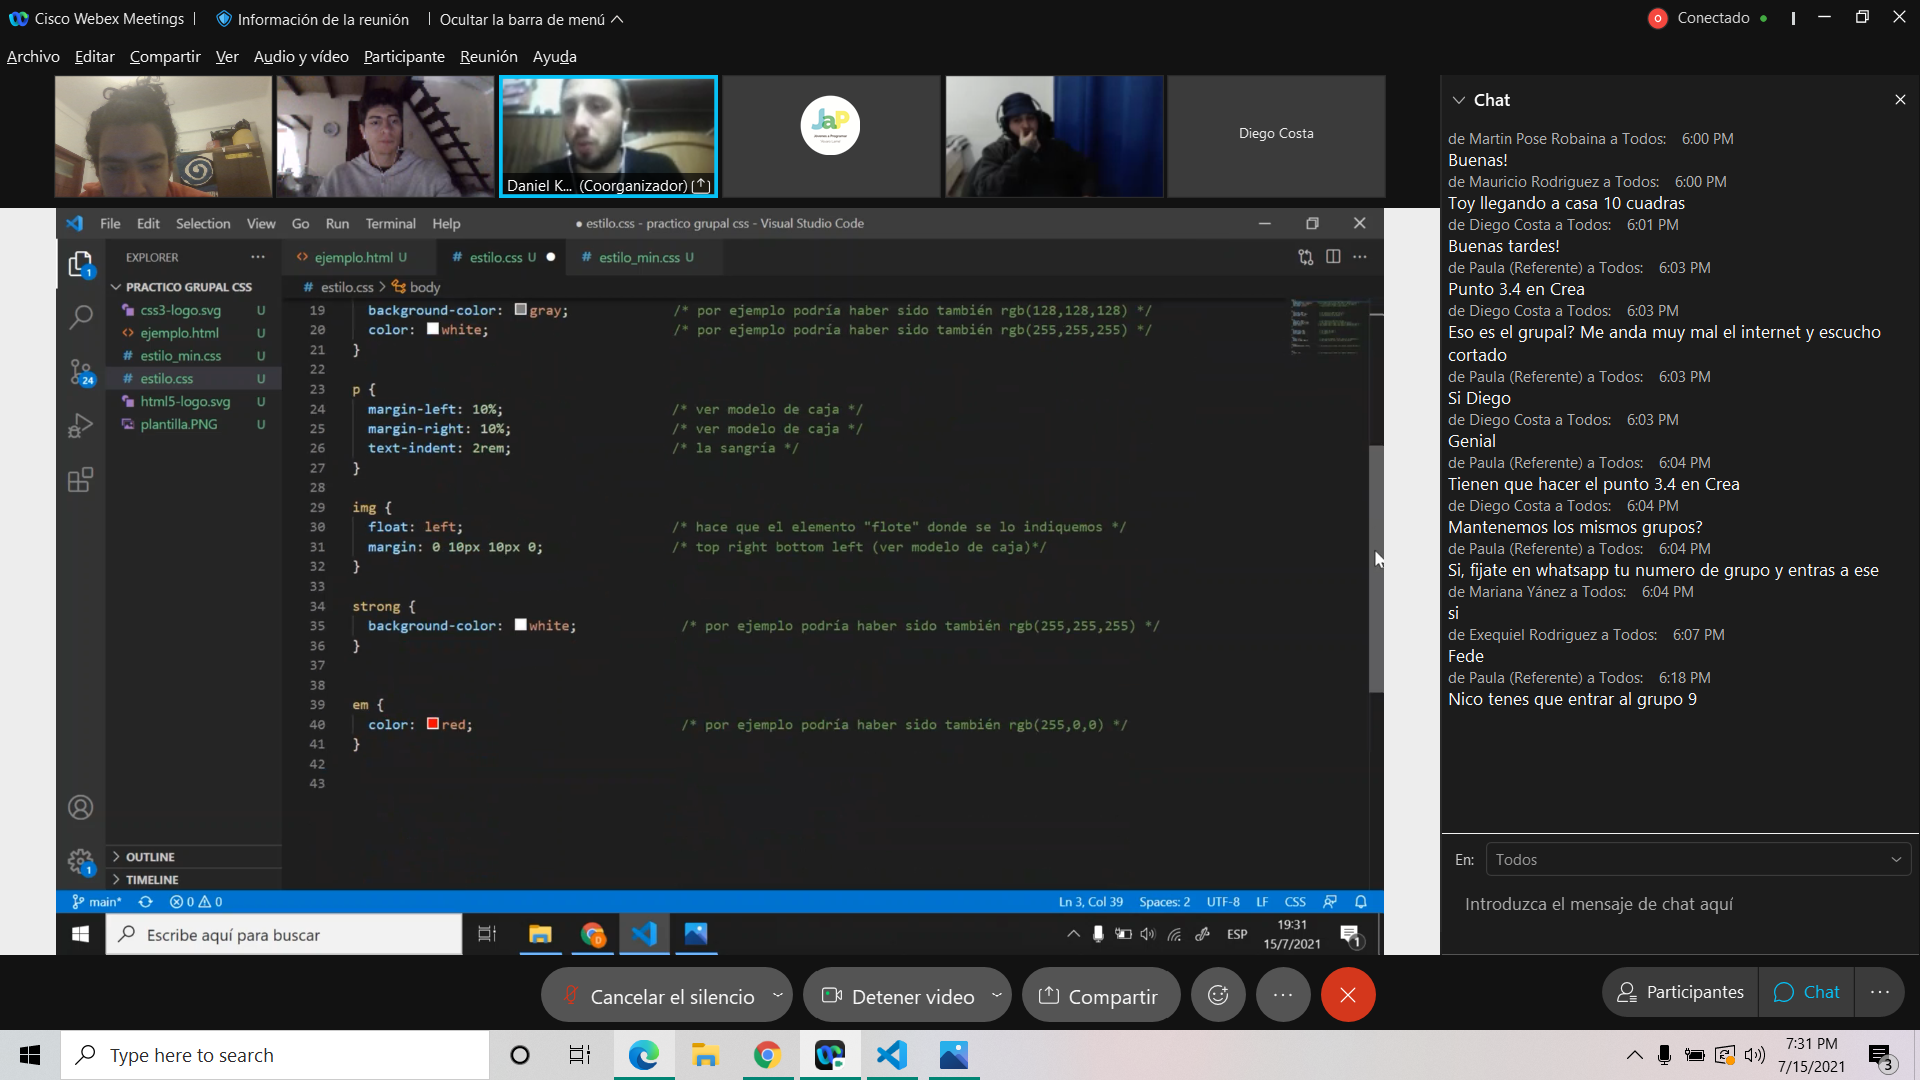 Cisco Webex Meetings
Información de la reunión
Ocultar la barra de menú
Conectado
Archivo Editar Compartir Ver Audio y vídeo Participante Reunión Ayuda
Daniel K... (Coorganizador)
JaP
Diego Costa
File Edit Selection View Go Run Terminal Help
● estilo.css - practico grupal css - Visual Studio Code
EXPLORER
ejemplo.html U
# estilo.css U
# estilo_min.css U
PRACTICO GRUPAL CSS
# estilo.css > body
css3-logo.svg U
ejemplo.html U
# estilo_min.css U
# estilo.css U
html5-logo.svg U
plantilla.PNG U
1
24
19 background-color: gray; /* por ejemplo podría haber sido también rgb(128,128,128) */
20 color: white; /* por ejemplo podría haber sido también rgb(255,255,255) */
21 }
22
23 p {
24 margin-left: 10%; /* ver modelo de caja */
25 margin-right: 10%; /* ver modelo de caja */
26 text-indent: 2rem; /* la sangría */
27 }
28
29 img {
30 float: left; /* hace que el elemento "flote" donde se lo indiquemos */
31 margin: 0 10px 10px 0; /* top right bottom left (ver modelo de caja)*/
32 }
33
34 strong {
35 background-color: white; /* por ejemplo podría haber sido también rgb(255,255,255) */
36 }
37
38
39 em {
40 color: red; /* por ejemplo podría haber sido también rgb(255,0,0) */
41 }
42
43
OUTLINE
TIMELINE
1
main* 0 0
Ln 3, Col 39 Spaces: 2 UTF-8 LF CSS
Escribe aquí para buscar
ESP
19:31
15/7/2021
1
Chat
de Martin Pose Robaina a Todos: 6:00 PM
Buenas!
de Mauricio Rodriguez a Todos: 6:00 PM
Toy llegando a casa 10 cuadras
de Diego Costa a Todos: 6:01 PM
Buenas tardes!
de Paula (Referente) a Todos: 6:03 PM
Punto 3.4 en Crea
de Diego Costa a Todos: 6:03 PM
Eso es el grupal? Me anda muy mal el internet y escucho
cortado
de Paula (Referente) a Todos: 6:03 PM
Si Diego
de Diego Costa a Todos: 6:03 PM
Genial
de Paula (Referente) a Todos: 6:04 PM
Tienen que hacer el punto 3.4 en Crea
de Diego Costa a Todos: 6:04 PM
Mantenemos los mismos grupos?
de Paula (Referente) a Todos: 6:04 PM
Si, fijate en whatsapp tu numero de grupo y entras a ese
de Mariana Yánez a Todos: 6:04 PM
si
de Exequiel Rodriguez a Todos: 6:07 PM
Fede
de Paula (Referente) a Todos: 6:18 PM
Nico tenes que entrar al grupo 9
En: Todos
Introduzca el mensaje de chat aquí
Cancelar el silencio
Detener video
Compartir
Participantes
Chat
Type here to search
7:31 PM
7/15/2021
3